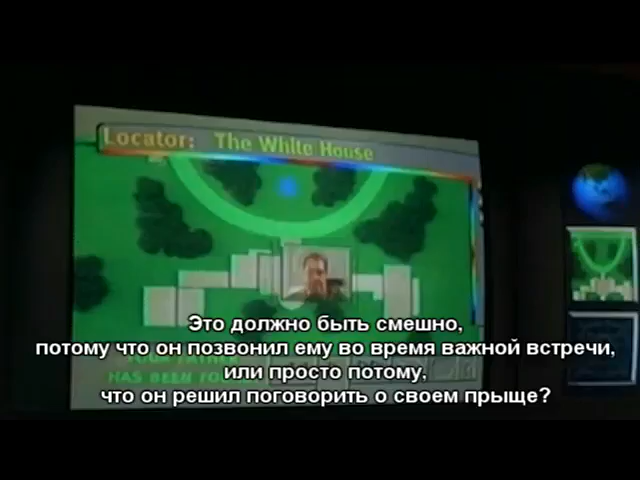 Locator: The White House
Это должно быть смешно,
потому что он позвонил ему во время важной встречи,
или просто потому,
HAS BEEN
что он решил поговорить о своем прыще?